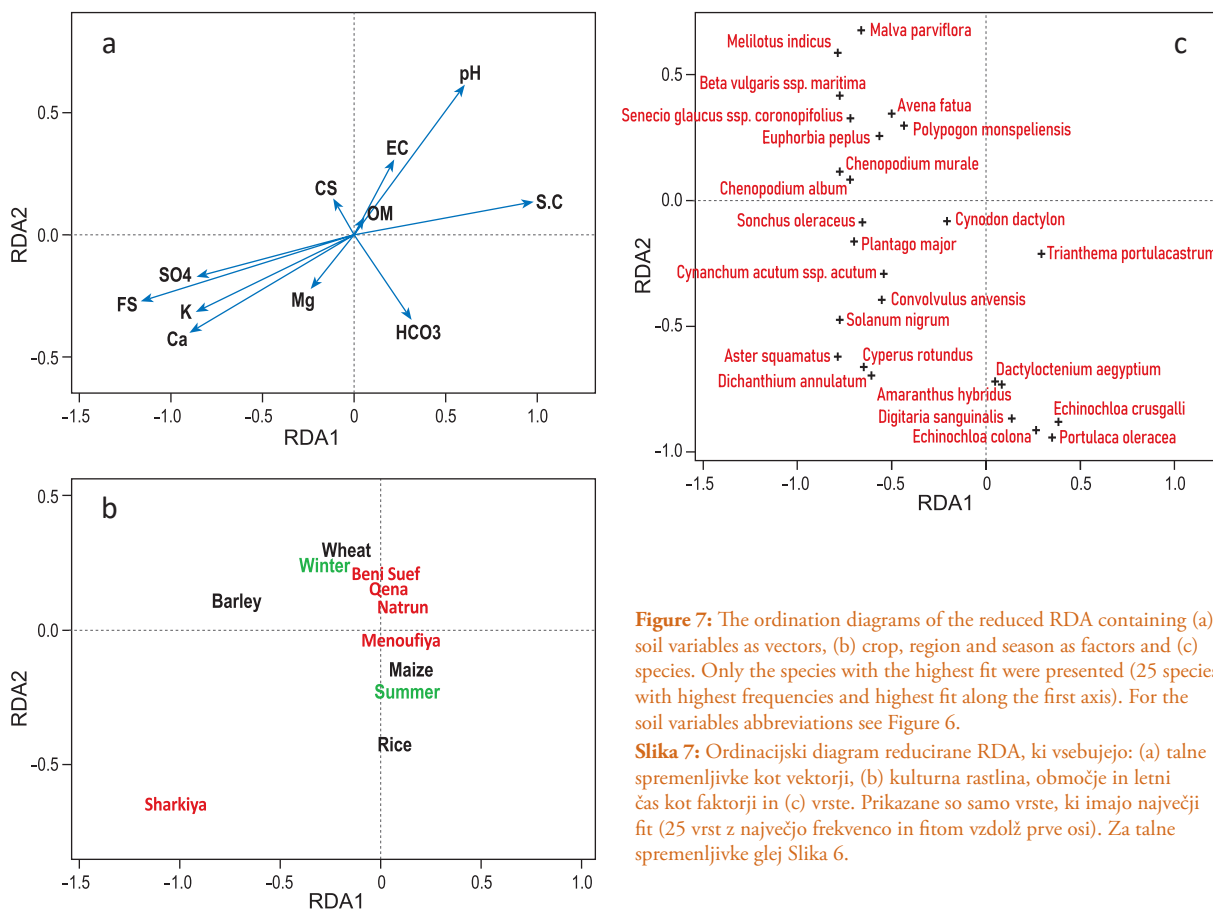 a
pH
0.5
EC
CS
OM
S.C
RDA2
0.0
SO4
FS
K
Mg
Ca
HCO3
−0.5
−1.5
−1.0
−0.5
0
0.5
1.0
RDA1
b
0.5
Wheat
Winter
Beni Suef
Qena
Barley
Natrun
RDA2
0.0
Menoufiya
Maize
Summer
Rice
−0.5
Sharkiya
−1.5
−1.0
−0.5
0
0.5
1.0
RDA1
c
Malva parviflora
Melilotus indicus
0.5
Beta vulgaris ssp. maritima
Avena fatua
Senecio glaucus ssp. coronopifolius
Polypogon monspeliensis
Euphorbia peplus
Chenopodium murale
Chenopodium album
0.0
RDA2
Sonchus oleraceus
Cynodon dactylon
Plantago major
Trianthema portulacastrum
Cynanchum acutum ssp. acutum
Convolvulus anvensis
Solanum nigrum
−0.5
Aster squamatus
Cyperus rotundus
Dactyloctenium aegyptium
Dichanthium annulatum
Amaranthus hybridus
Digitaria sanguinalis
Echinochloa crusgalli
Echinochloa colona
Portulaca oleracea
−1.0
−1.5
−1.0
−0.5
0
0.5
1.
RDA1
Figure 7: The ordination diagrams of the reduced RDA containing (a)
soil variables as vectors, (b) crop, region and season as factors and (c)
species. Only the species with the highest fit were presented (25 species
with highest frequencies and highest fit along the first axis). For the
soil variables abbreviations see Figure 6.
Slika 7: Ordinacijski diagram reducirane RDA, ki vsebujejo: (a) talne
spremenljivke kot vektorji, (b) kulturna rastlina, območje in letni
čas kot faktorji in (c) vrste. Prikazane so samo vrste, ki imajo največji
fit (25 vrst z največjo frekvenco in fitom vzdolž prve osi). Za talne
spremenljivke glej Slika 6.